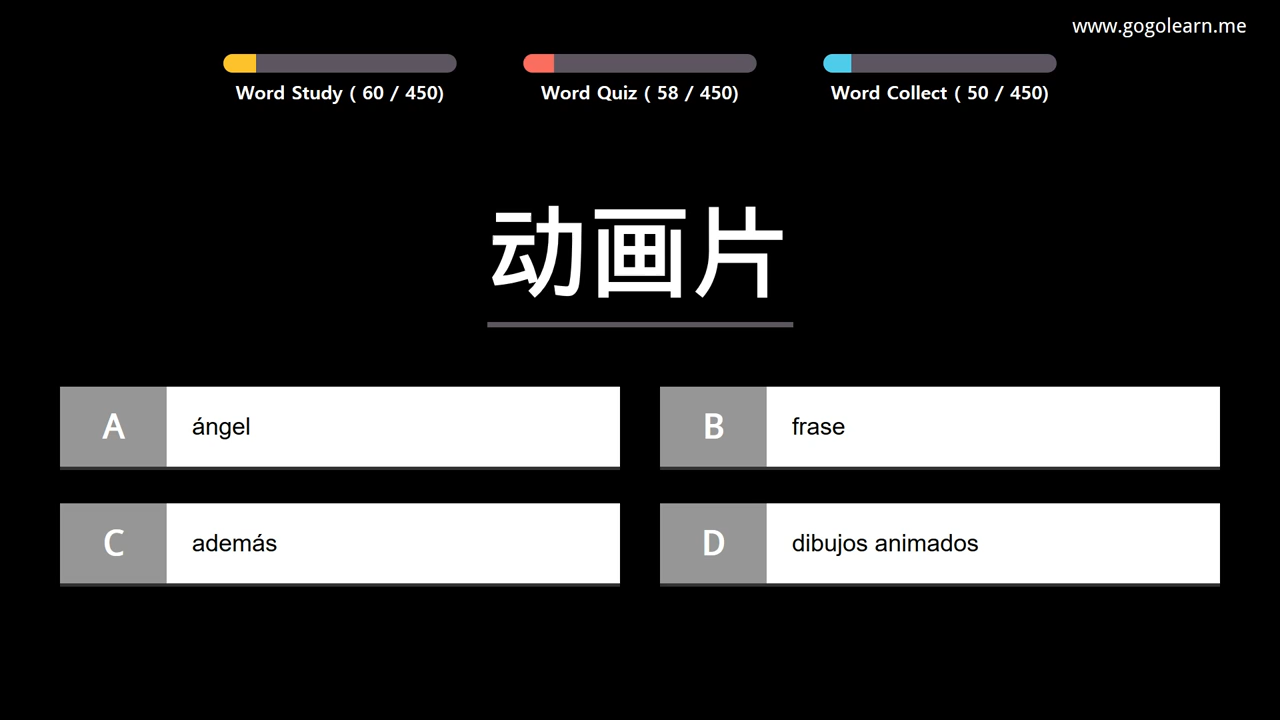 www.gogolearn.me
Word Study ( 60 / 450)
Word Quiz ( 58 / 450)
Word Collect ( 50 / 450)
动画片
A ángel
B frase
C además
D dibujos animados